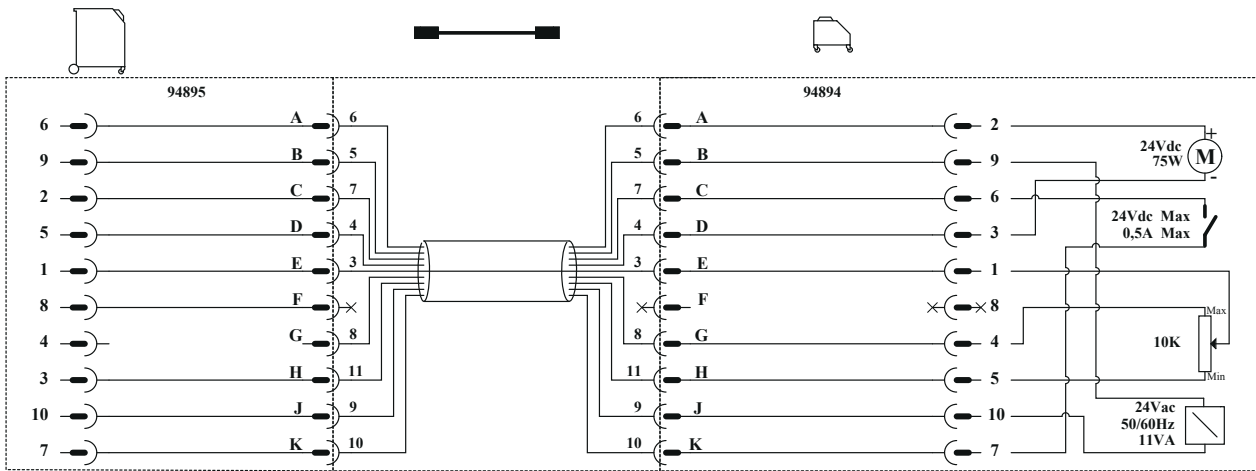 94895
94894
6 A 6 6 A 2
9 B 5 5 B 9
2 C 7 7 C 6
5 D 4 4 D 3
1 E 3 3 E 1
8 F F 8
4 G 8 8 G 4
3 H 11 11 H 5
10 J 9 9 J 10
7 K 10 10 K 7
+
24Vdc
75W
M
-
24Vdc Max
0,5A Max
Max
10K
Min
24Vac
50/60Hz
11VA